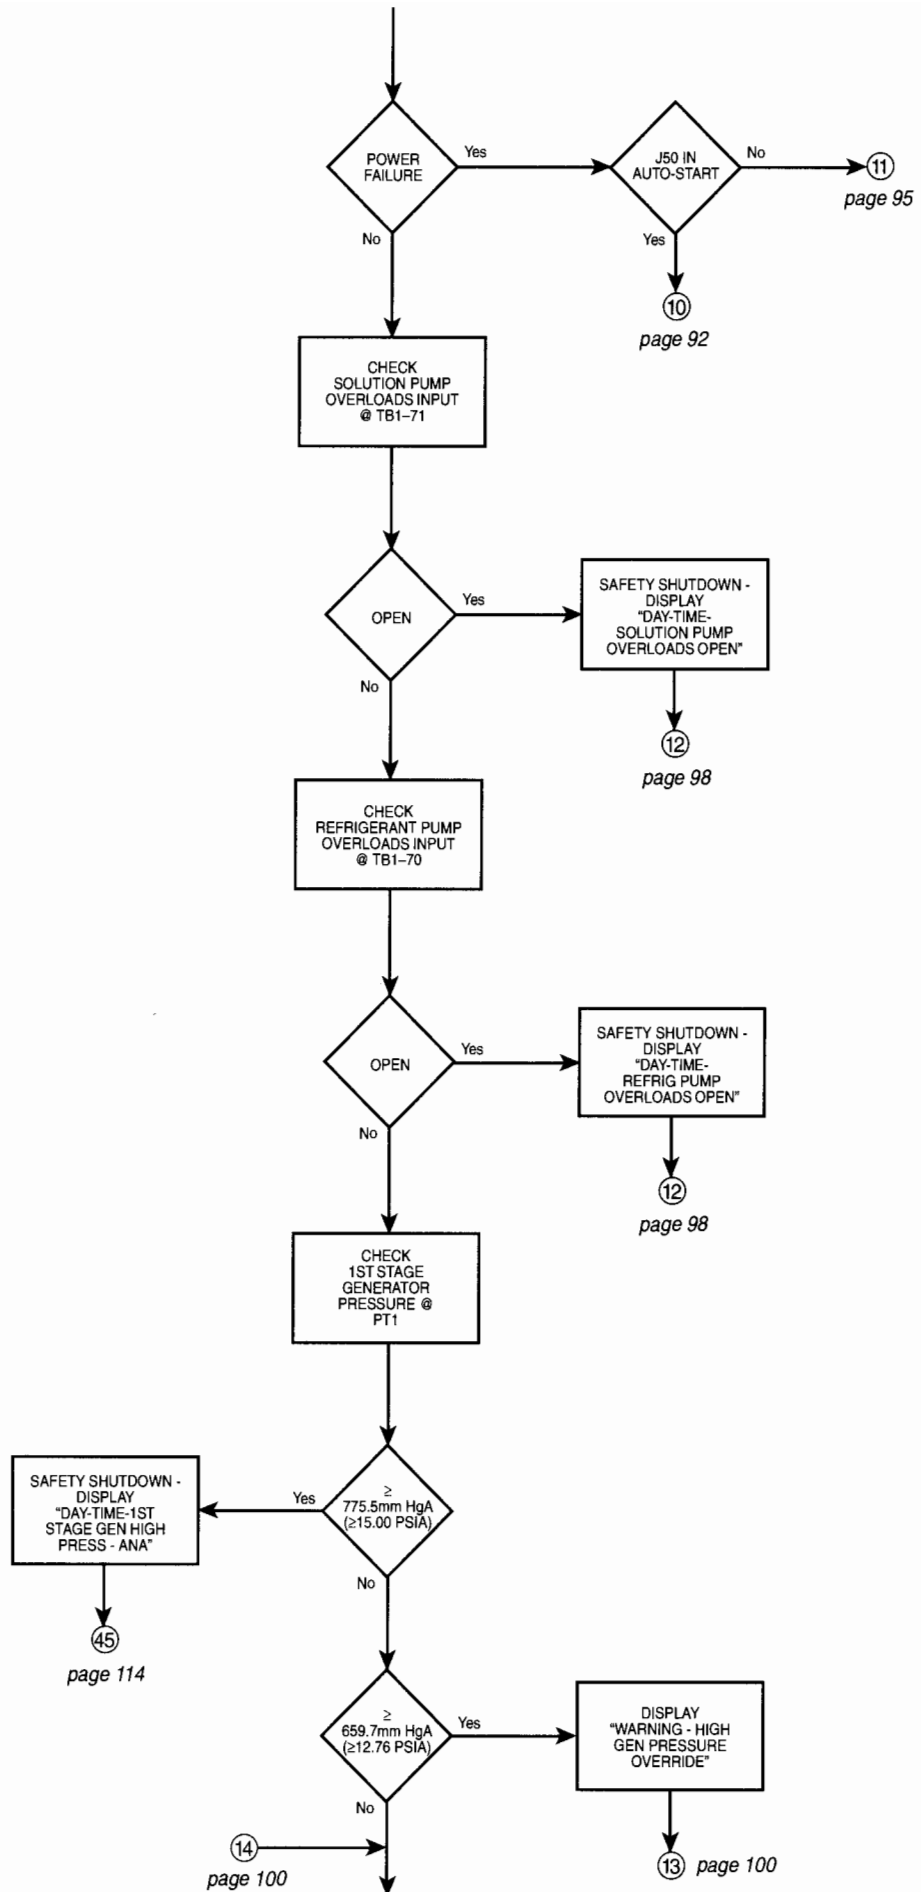 POWER
FAILURE
Yes
J50 IN
AUTO-START
No
11
page 95
No
Yes
10
page 92
CHECK
SOLUTION PUMP
OVERLOADS INPUT
@ TB1–71
OPEN
Yes
SAFETY SHUTDOWN -
DISPLAY
“DAY-TIME-
SOLUTION PUMP
OVERLOADS OPEN”
No
12
page 98
CHECK
REFRIGERANT PUMP
OVERLOADS INPUT
@ TB1–70
OPEN
Yes
SAFETY SHUTDOWN -
DISPLAY
“DAY-TIME-
REFRIG PUMP
OVERLOADS OPEN”
No
12
page 98
CHECK
1ST STAGE
GENERATOR
PRESSURE @
PT1
≥
775.5mm HgA
(≥15.00 PSIA)
Yes
SAFETY SHUTDOWN -
DISPLAY
“DAY-TIME-1ST
STAGE GEN HIGH
PRESS - ANA”
No
45
page 114
≥
659.7mm HgA
(≥12.76 PSIA)
Yes
DISPLAY
“WARNING - HIGH
GEN PRESSURE
OVERRIDE”
No
14
page 100
13 page 100